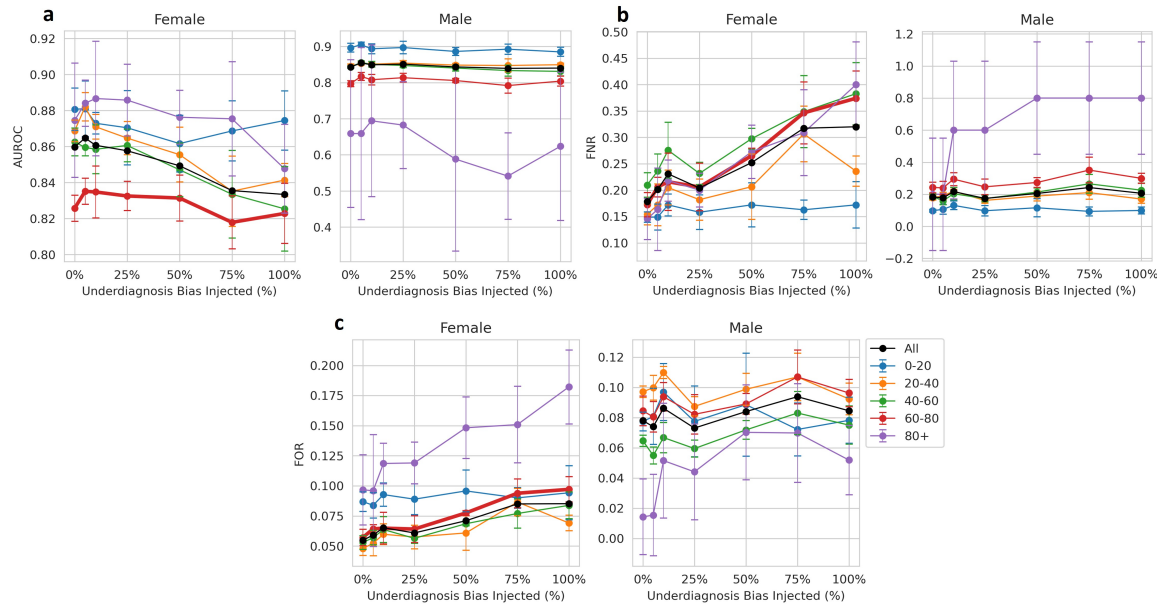 a
Female
Male
AUROC
0.92
0.90
0.88
0.86
0.84
0.82
0.80
0% 25% 50% 75% 100%
Underdiagnosis Bias Injected (%)
0.9
0.8
0.7
0.6
0.5
0.4
0% 25% 50% 75% 100%
Underdiagnosis Bias Injected (%)
b
Female
Male
FNR
0.50
0.45
0.40
0.35
0.30
0.25
0.20
0.15
0.10
0% 25% 50% 75% 100%
Underdiagnosis Bias Injected (%)
1.2
1.0
0.8
0.6
0.4
0.2
0.0
−0.2
0% 25% 50% 75% 100%
Underdiagnosis Bias Injected (%)
c
Female
Male
FOR
0.200
0.175
0.150
0.125
0.100
0.075
0.050
0% 25% 50% 75% 100%
Underdiagnosis Bias Injected (%)
0.12
0.10
0.08
0.06
0.04
0.02
0.00
0% 25% 50% 75% 100%
Underdiagnosis Bias Injected (%)
All
0-20
20-40
40-60
60-80
80+